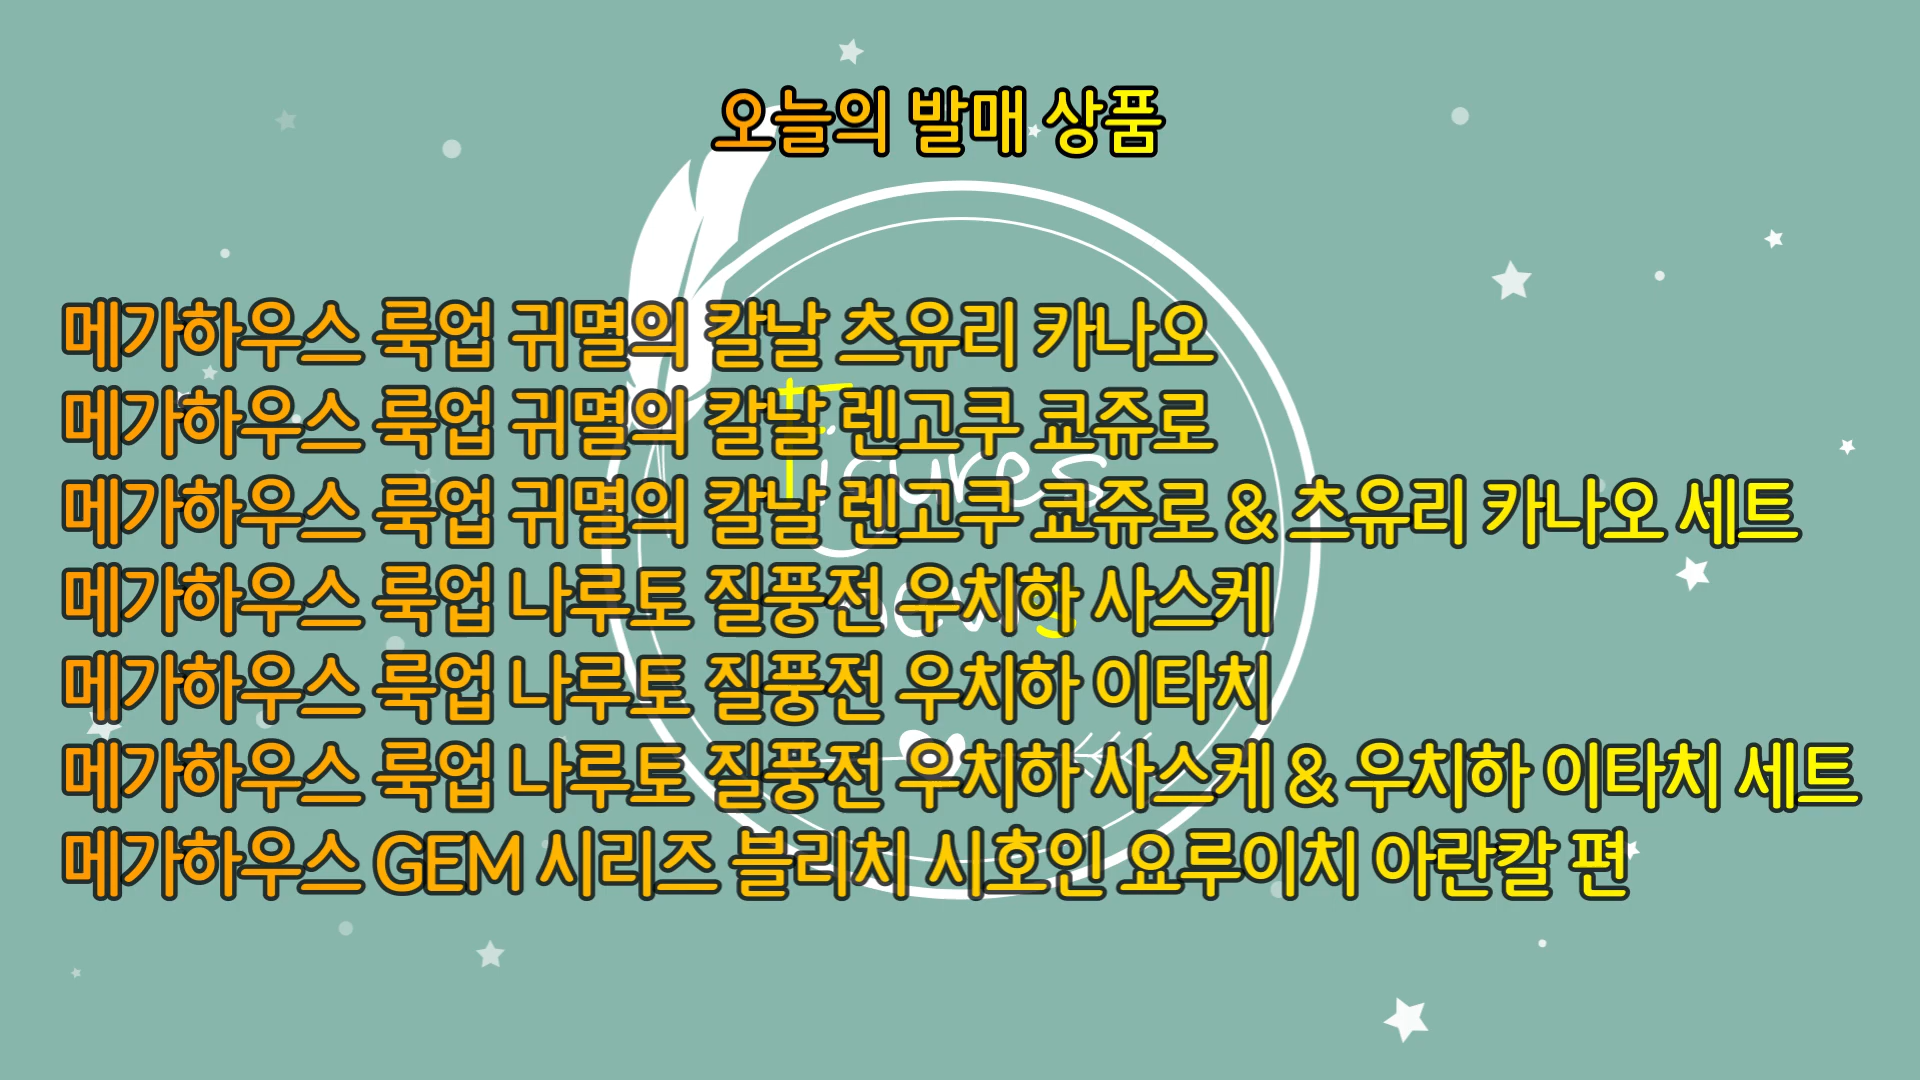 오늘의 발매 상품
메가하우스 룩업 귀멸의 칼날 츠유리 카나오
메가하우스 룩업 귀멸의 칼날 렌고쿠 쿄쥬로
메가하우스 룩업 귀멸의 칼날 렌고쿠 쿄쥬로 & 츠유리 카나오 세트
메가하우스 룩업 나루토 질풍전 우치하 사스케
메가하우스 룩업 나루토 질풍전 우치하 이타치
메가하우스 룩업 나루토 질풍전 우치하 사스케 & 우치하 이타치 세트
메가하우스 GEM 시리즈 블리치 시호인 요루이치 아란칼 편
Figures
news